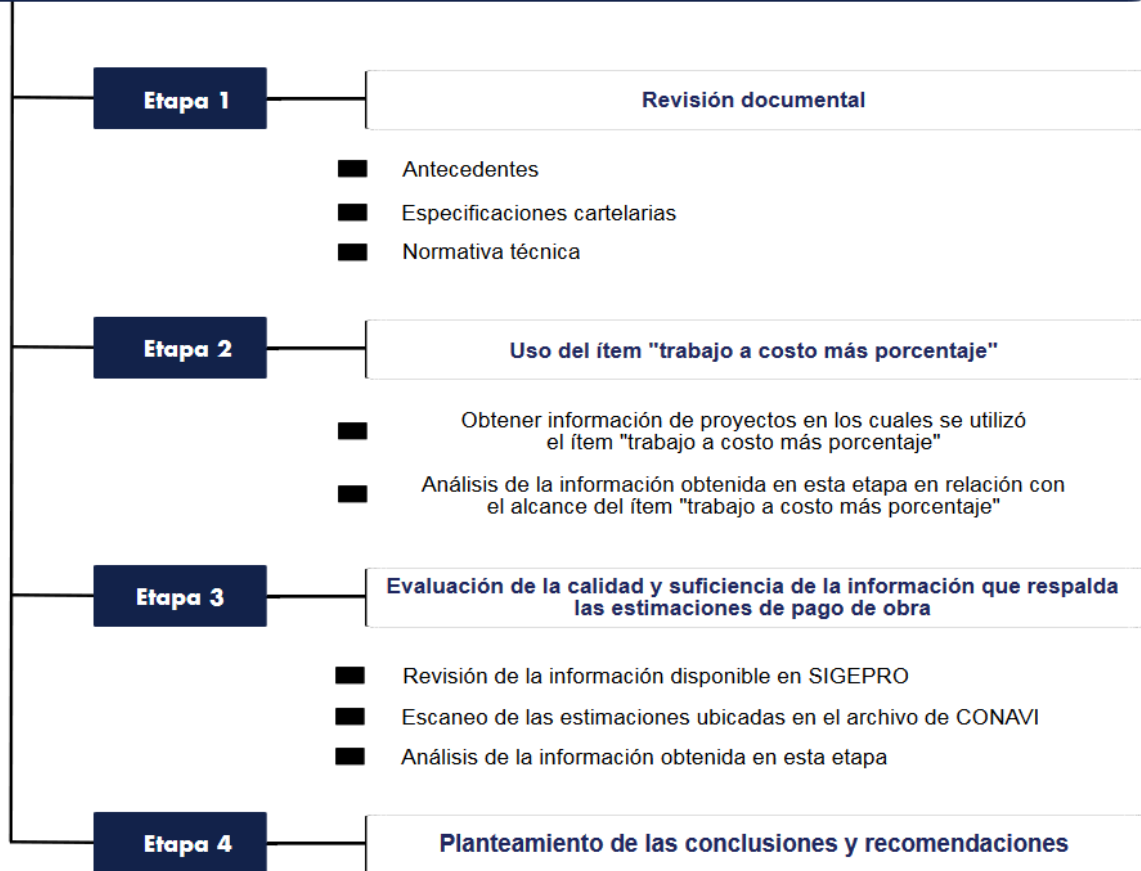 Etapa 1
Revisión documental
Antecedentes
Especificaciones cartelarias
Normativa técnica
Etapa 2
Uso del ítem "trabajo a costo más porcentaje"
Obtener información de proyectos en los cuales se utilizó
el ítem "trabajo a costo más porcentaje"
Análisis de la información obtenida en esta etapa en relación con
el alcance del ítem "trabajo a costo más porcentaje"
Etapa 3
Evaluación de la calidad y suficiencia de la información que respalda
las estimaciones de pago de obra
Revisión de la información disponible en SIGEPRO
Escaneo de las estimaciones ubicadas en el archivo de CONAVI
Análisis de la información obtenida en esta etapa
Etapa 4
Planteamiento de las conclusiones y recomendaciones